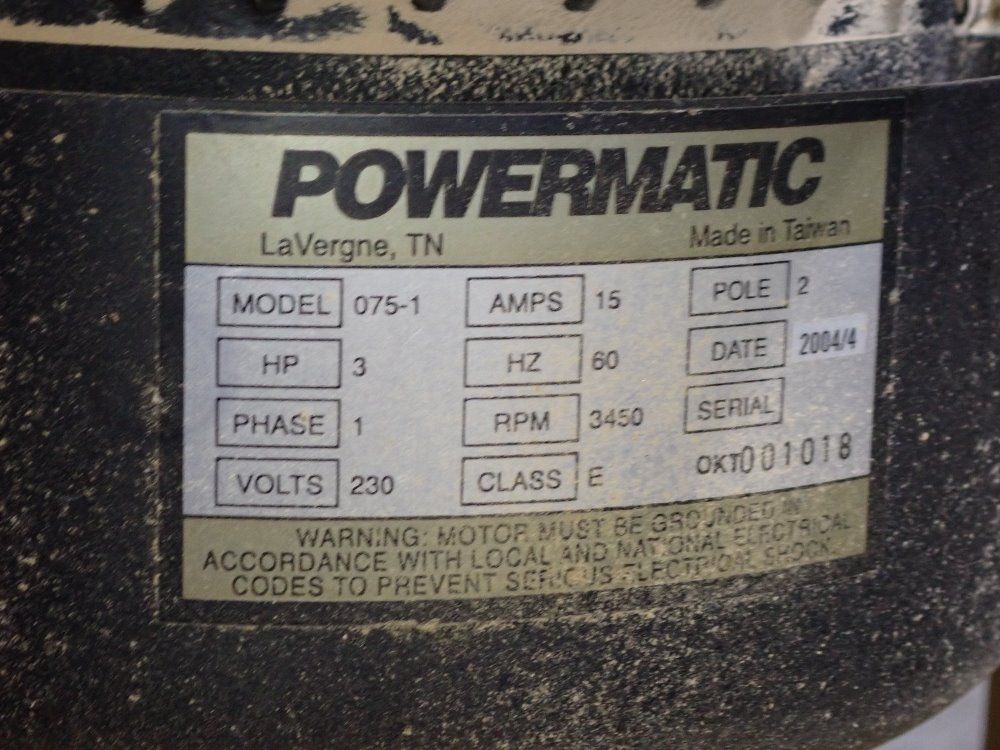 POWERMATIC
LaVergne, TN Made in Taiwan
MODEL 075-1 AMPS 15 POLE 2
HP 3 HZ 60 DATE 2004/4
PHASE 1 RPM 3450 SERIAL
VOLTS 230 CLASS E OKT001018
WARNING: MOTOR MUST BE GROUNDED IN
ACCORDANCE WITH LOCAL AND NATIONAL ELECTRICAL
CODES TO PREVENT SERIOUS ELECTRICAL SHOCK.